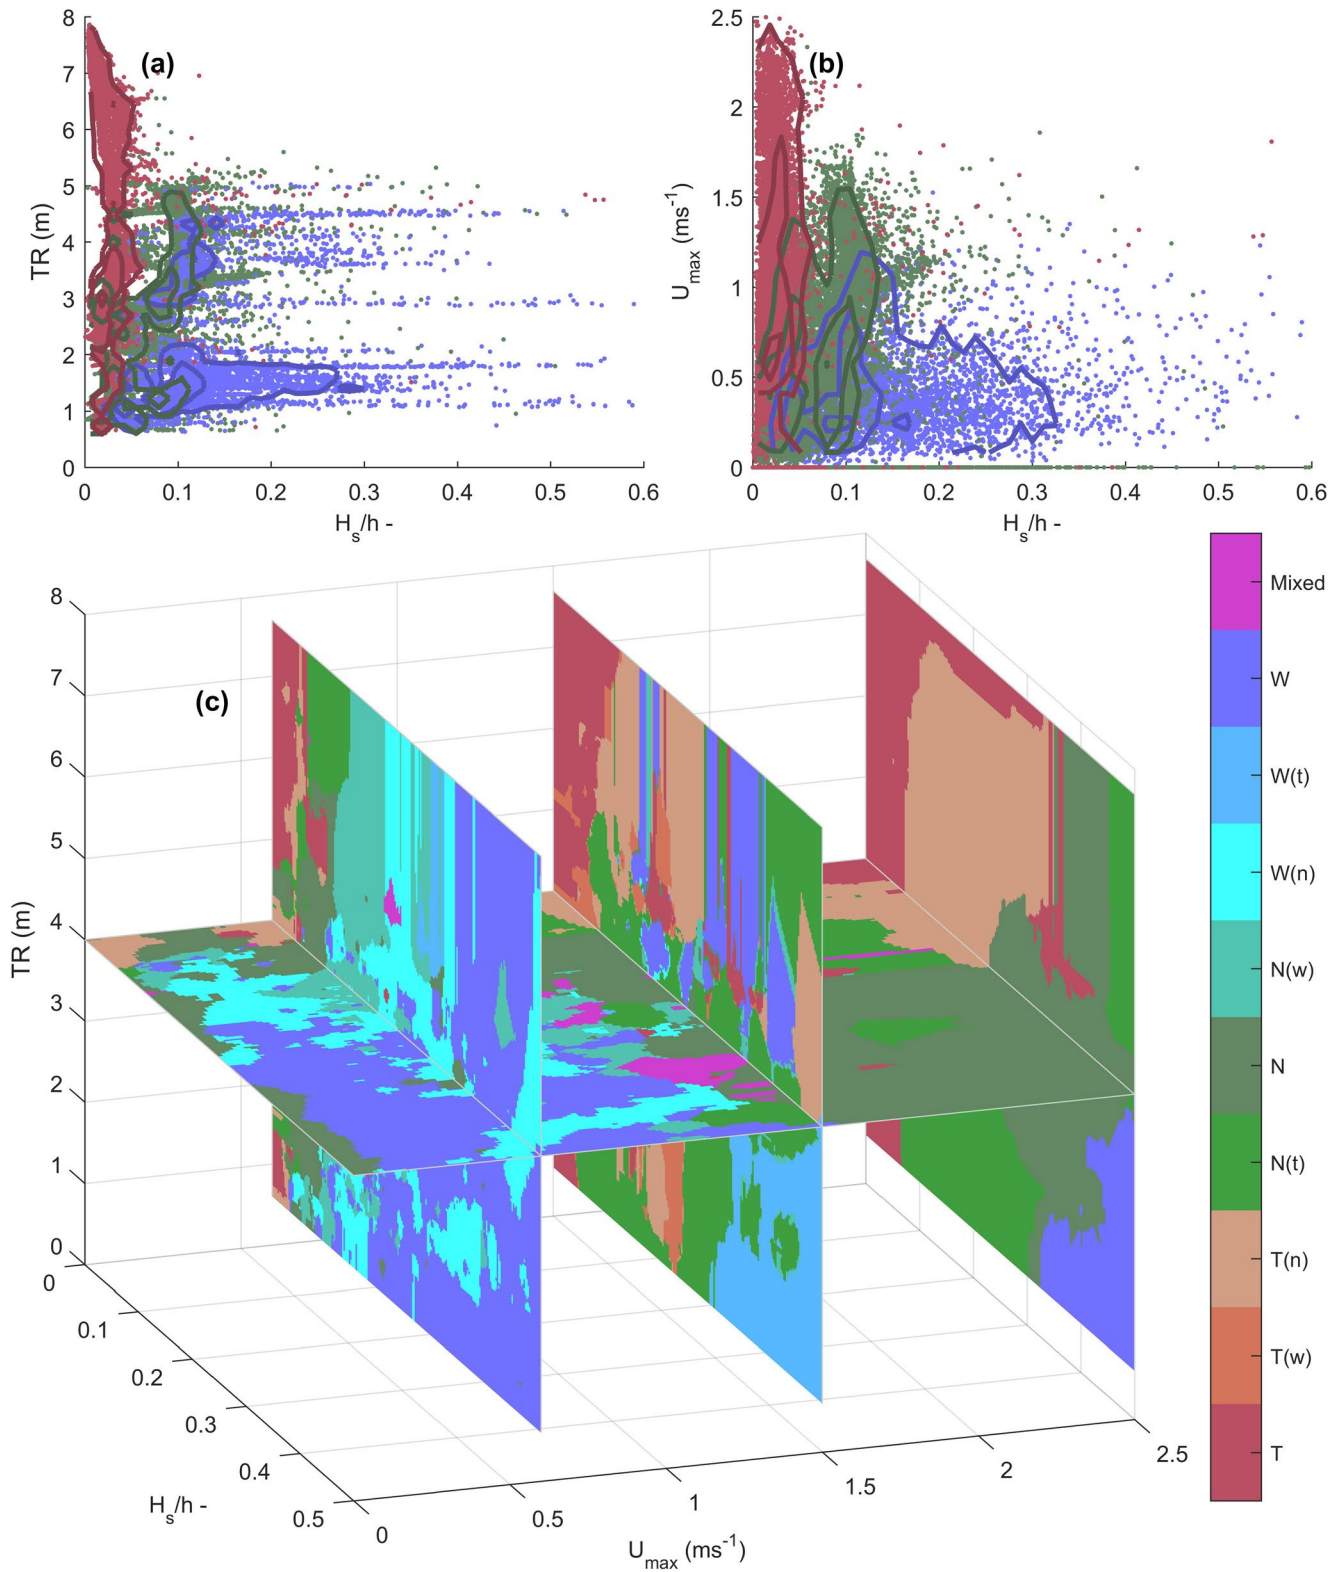 (a)
8
7
6
5
4
3
2
1
0
TR (m)
0 0.1 0.2 0.3 0.4 0.5 0.6
Hs/h -
(b)
2.5
2
1.5
1
0.5
0
Umax (ms-1)
0 0.1 0.2 0.3 0.4 0.5 0.6
Hs/h -
(c)
8
7
6
5
4
3
2
1
0
TR (m)
0
0.1
0.2
0.3
0.4
0.5
Hs/h -
0
0.5
1
1.5
2
2.5
Umax (ms-1)
Mixed
W
W(t)
W(n)
N(w)
N
N(t)
T(n)
T(w)
T